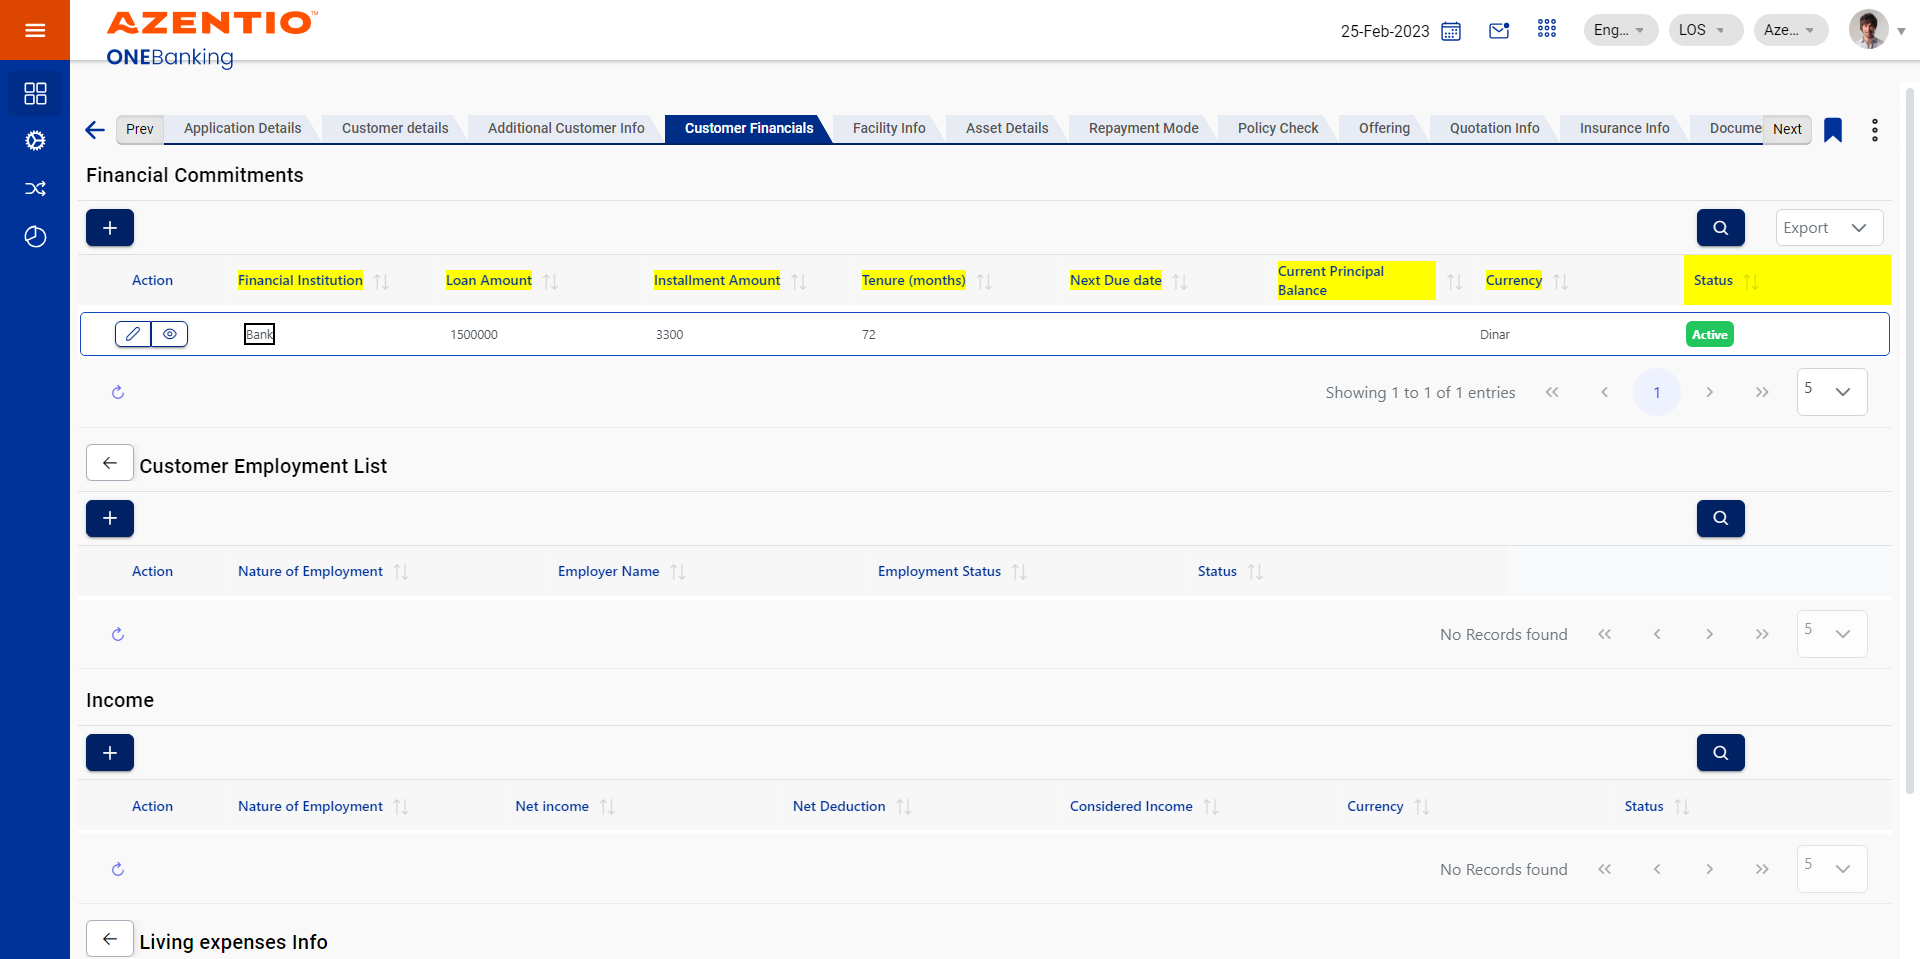 AZENTIO™
ONEBanking
25-Feb-2023
Eng...
LOS
Aze...
Prev
Application Details
Customer details
Additional Customer Info
Customer Financials
Facility Info
Asset Details
Repayment Mode
Policy Check
Offering
Quotation Info
Insurance Info
Docume
Next
Financial Commitments
Export
Action
Financial Institution
Loan Amount
Installment Amount
Tenure (months)
Next Due date
Current Principal
Balance
Currency
Status
Bank
1500000
3300
72
Dinar
Active
Showing 1 to 1 of 1 entries
1
5
Customer Employment List
Action
Nature of Employment
Employer Name
Employment Status
Status
No Records found
5
Income
Action
Nature of Employment
Net income
Net Deduction
Considered Income
Currency
Status
No Records found
5
Living expenses Info